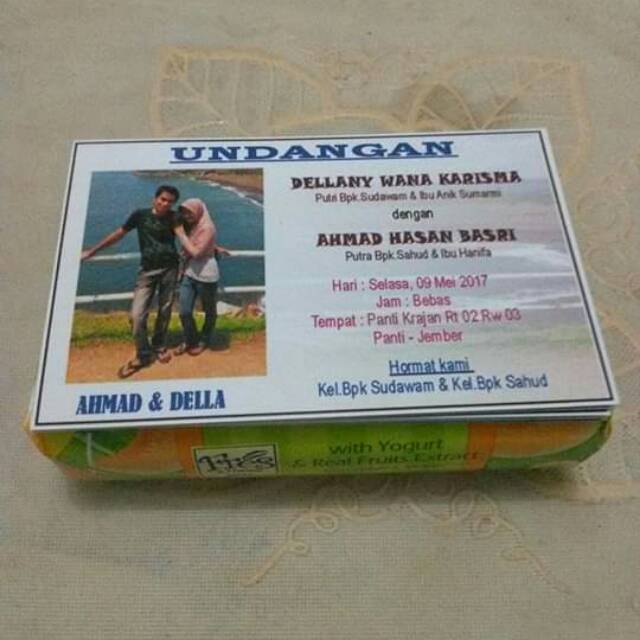 UNDANGAN
DELLANY WANA KARISMA
Putri Bpk.Sudawam & Ibu Anik Sumarmi
dengan
AHMAD HASAN BASRI
Putra Bpk.Sahud & Ibu Hanifa
Hari : Selasa, 09 Mei 2017
Jam : Bebas
Tempat : Panti Krajan Rt 02 Rw 03
Panti - Jember
Hormat kami
Kel.Bpk Sudawam & Kel.Bpk Sahud
AHMAD & DELLA
with Yogurt
& Real Fruits Extract